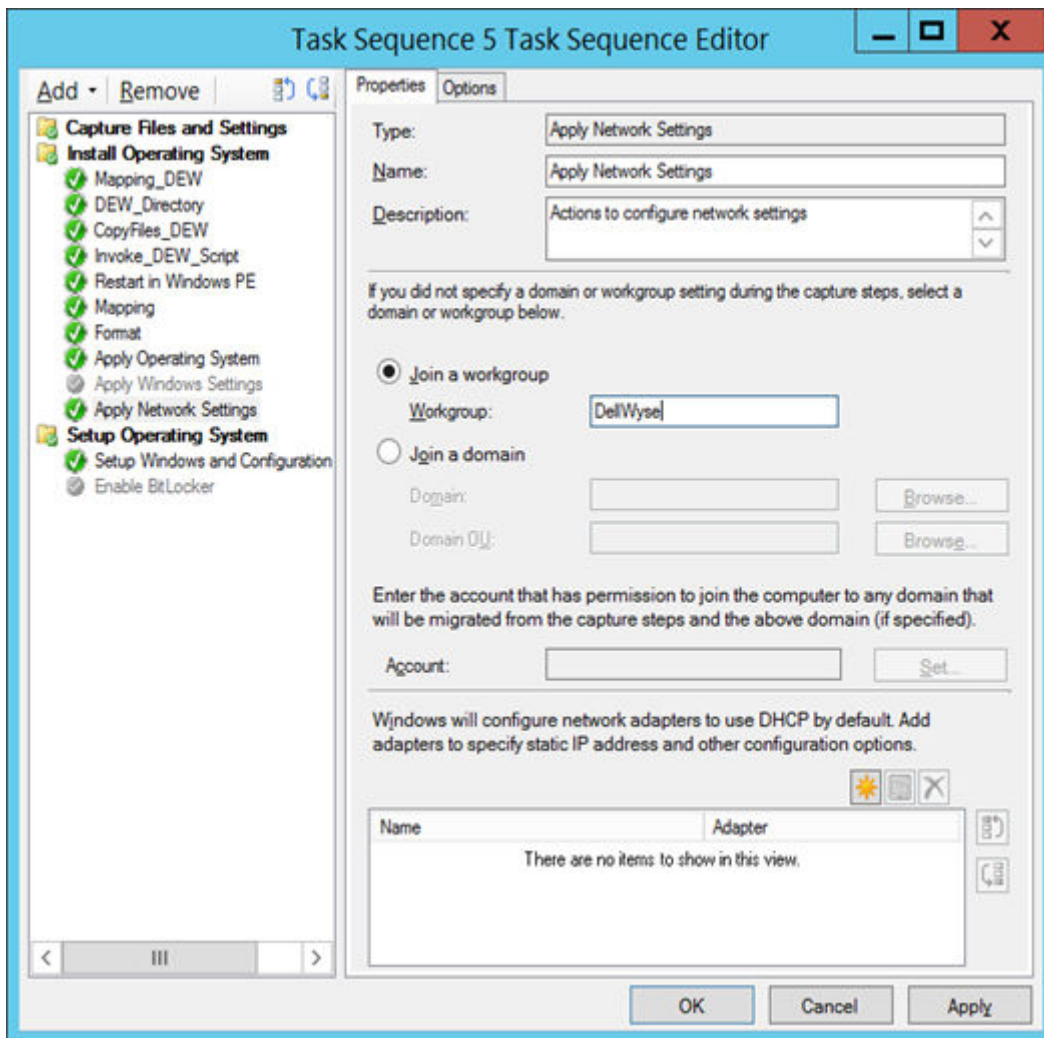 Task Sequence 5 Task Sequence Editor
Add
Remove
Capture Files and Settings
Install Operating System
Mapping_DEW
DEW_Directory
CopyFiles_DEW
Invoke_DEW_Script
Restart in Windows PE
Mapping
Format
Apply Operating System
Apply Windows Settings
Apply Network Settings
Setup Operating System
Setup Windows and Configuration
Enable BitLocker
Properties
Options
Type:
Apply Network Settings
Name:
Apply Network Settings
Description:
Actions to configure network settings
If you did not specify a domain or workgroup setting during the capture steps, select a
domain or workgroup below.
Join a workgroup
Workgroup:
DellWyse
Join a domain
Domain:
Browse...
Domain OU:
Browse...
Enter the account that has permission to join the computer to any domain that
will be migrated from the capture steps and the above domain (if specified).
Account:
Set...
Windows will configure network adapters to use DHCP by default. Add
adapters to specify static IP address and other configuration options.
Name
Adapter
There are no items to show in this view.
OK
Cancel
Apply